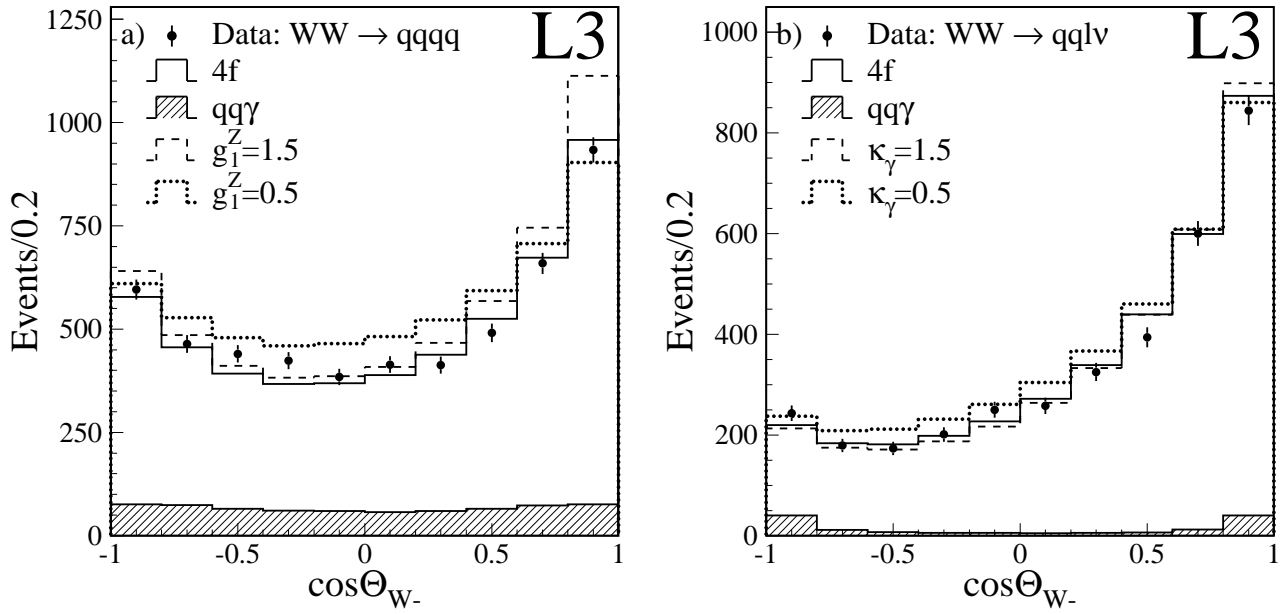 a) Data: WW → qqqq
L3
4f
qqγ
g₁ᶻ=1.5
g₁ᶻ=0.5
1250
1000
750
500
250
0
Events/0.2
-1 -0.5 0 0.5 1
cosΘW-
b) Data: WW → qqlν
L3
4f
qqγ
κγ=1.5
κγ=0.5
1000
800
600
400
200
0
Events/0.2
-1 -0.5 0 0.5 1
cosΘW-